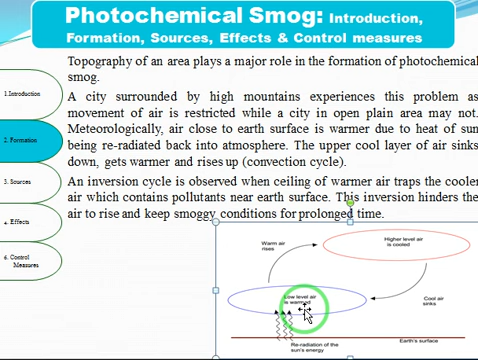 Photochemical Smog: Introduction,
Formation, Sources, Effects & Control measures
Topography of an area plays a major role in the formation of photochemical
smog.
A city surrounded by high mountains experiences this problem as
movement of air is restricted while a city in open plain area may not.
Meteorologically, air close to earth surface is warmer due to heat of sun
being re-radiated back into atmosphere. The upper cool layer of air sinks
down, gets warmer and rises up (convection cycle).
An inversion cycle is observed when ceiling of warmer air traps the cooler
air which contains pollutants near earth surface. This inversion hinders the
air to rise and keep smoggy conditions for prolonged time.
1.Introduction
2. Formation
3. Sources
4. Effects
6. Control
Measures
Warm air
rises
Higher level air
is cooled
Low level air
is warmed
Cool air
sinks
Re-radiation of the
sun's energy
Earth's surface